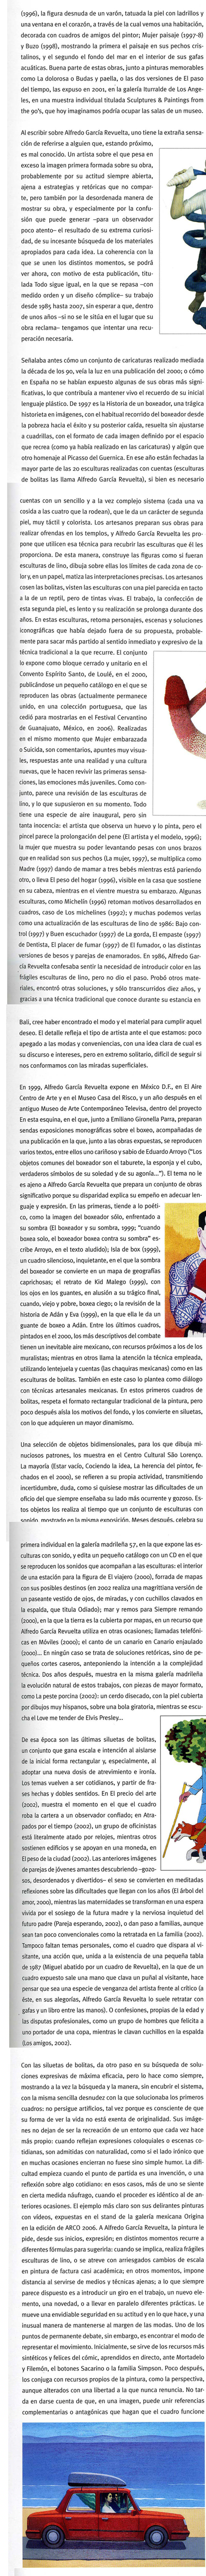 (1996), la figura desnuda de un varón, tatuada la piel con ladrillos y
una ventana en el corazón, a través de la cual vemos una habitación,
decorada con cuadros de amigos del pintor; Mujer paisaje (1997-8)
y Buzo (1998), mostrando la primera el paisaje en sus pechos cris-
talinos, y el segundo el fondo del mar en el interior de sus gafas
acuáticas. Buena parte de estas obras, junto a pinturas memorables
como La dolorosa o Budas y paella, o las dos versiones de El paso
del tiempo, las expuso en 2001, en la galería Iturralde de Los Ange-
les, en una muestra individual titulada Sculptures & Paintings from
the 90's, que hoy imaginamos podría ocupar las salas de un museo.
Al escribir sobre Alfredo García Revuelta, uno tiene la extraña sensa-
ción de referirse a alguien que, estando próximo,
es mal conocido. Un artista sobre el que pesa en
exceso la imagen primera formada sobre su obra,
probablemente por su actitud siempre abierta,
ajena a estrategias y retóricas que no compar-
te, pero también por la desordenada manera de
mostrar su obra, y especialmente por la confu-
sión que puede generar –para un observador
poco atento– el resultado de su extrema curiosi-
dad, de su incesante búsqueda de los materiales
apropiados para cada idea. La coherencia con la
que se unen los distintos momentos, se podrá
ver ahora, con motivo de esta publicación, titu-
lada Todo sigue igual, en la que se repasa –con
medido orden y un diseño cómplice– su trabajo
desde 1985 hasta 2007, sin esperar a que, dentro
de unos años –si no se le sitúa en el lugar que su
obra reclama– tengamos que intentar una recu-
peración necesaria.
Señalaba antes cómo un conjunto de caricaturas realizado mediada
la década de los 90, veía la luz en una publicación del 2000; o cómo
en España no se habían expuesto algunas de sus obras más signi-
ficativas, lo que contribuía a mantener vivo el recuerdo de su inicial
lenguaje plástico. De 1997 es la Historia de un boxeador, una trágica
historieta en imágenes, con el habitual recorrido del boxeador desde
la pobreza hacia el éxito y su posterior caída, resuelta sin ajustarse
a cuadrillas, con el formato de cada imagen definido por el espacio
que recrea (como ya había realizado en las caricaturas) y algún que
otro homenaje al Picasso del Guernica. En ese año están fechadas la
mayor parte de las 20 esculturas realizadas con cuentas (esculturas
de bolitas las llama Alfredo García Revuelta), si bien es necesario
cuentas con un sencillo y a la vez complejo sistema (cada una va
cosida a las cuatro que la rodean), que le da un carácter de segunda
piel, muy táctil y colorista. Los artesanos preparan sus obras para
realizar ofrendas en los templos, y Alfredo García Revuelta les pro-
pone que utilicen esa técnica para recubrir las esculturas que él les
proporciona. De esta manera, construye las figuras como si fueran
esculturas de lino, dibuja sobre ellas los límites de cada zona de co-
lor y, en un papel, matiza las interpretaciones precisas. Los artesanos
cosen las bolitas, visten las esculturas con una piel parecida en tacto
a la de un reptil, pero de tintas vivas. El trabajo, la confección de
esta segunda piel, es lento y su realización se prolonga durante dos
años. En estas esculturas, retoma personajes, escenas y soluciones
iconográficas que había dejado fuera de su propuesta, probable-
mente para sacar más partido al sentido inmediato y expresivo de la
técnica tradicional a la que recurre. El conjunto
lo expone como bloque cerrado y unitario en el
Convento Espírito Santo, de Loulé, en el 2000,
publicándose un pequeño catálogo en el que se
reproducen las obras (actualmente permanece
unido, en una colección portuguesa, que las
cedió para mostrarlas en el Festival Cervantino
de Guanajuato, México, en 2006). Realizadas
en el mismo momento que Mujer embarazada
o Suicida, son comentarios, apuntes muy visua-
les, respuestas ante una realidad y una cultura
nuevas, que le hacen revivir las primeras sensa-
ciones, las emociones más juveniles. Como con-
junto, parece una revisión de las esculturas de
lino, y lo que supusieron en su momento. Todo
tiene una especie de aire inaugural, pero sin
tanta inocencia: el artista que observa un huevo y lo pinta, pero el
pincel parece la prolongación del pene (El artista y el modelo, 1996);
la mujer que muestra su poder levantando pesas con unos brazos
que en realidad son sus pechos (La mujer, 1997), se multiplica como
Madre (1997) dando de mamar a tres bebés mientras está pariendo
otro, o lleva El peso del hogar (1996), visible en la casa que sostiene
en su cabeza, mientras en el vientre muestra su embarazo. Algunas
esculturas, como Michelín (1996) retoman motivos desarrollados en
cuadros, caso de Los michelines (1992); y muchas podemos verlas
como una actualización de las esculturas de lino de 1986: Bajo con-
trol (1997) y Buen escuchador (1997) de La gorda, El empaste (1997)
de Dentista, El placer de fumar (1997) de El fumador, o las distintas
versiones de besos y parejas de enamorados. En 1986, Alfredo Gar-
cía Revuelta confesaba sentir la necesidad de introducir calor en las
frágiles esculturas de lino, pero no dio el paso. Probó otros mate-
riales, encontró otras soluciones, y sólo transcurridos diez años, y
gracias a una técnica tradicional que conoce durante su estancia en
Bali, cree haber encontrado el modo y el material para cumplir aquel
deseo. El detalle refleja el tipo de artista ante el que estamos: poco
apegado a las modas y conveniencias, con una idea clara de cuál es
su discurso e intereses, pero en extremo solitario, difícil de seguir si
nos conformamos con las miradas superficiales.
En 1999, Alfredo García Revuelta expone en México D.F., en El Aire
Centro de Arte y en el Museo Casa del Risco, y un año después en el
antiguo Museo de Arte Contemporáneo Televisa, dentro del proyecto
En esta esquina, en el que, junto a Emiliano Gironella Parra, preparan
sendas exposiciones monográficas sobre el boxeo, acompañadas de
una publicación en la que, junto a las obras expuestas, se reproducen
varios textos, entre ellos uno cariñoso y sabio de Eduardo Arroyo ("Los
objetos comunes del boxeador son el taburete, la esponja y el cubo,
verdaderos símbolos de su soledad y de su agonía..."). El tema no le
es ajeno a Alfredo García Revuelta que prepara un conjunto de obras
significativo porque su disparidad explica su empeño en adecuar len-
guaje y expresión. En las primeras, tiende a lo poéti-
co, como la imagen del boxeador sólo, enfrentado a
su sombra (El boxeador y su sombra, 1999; "cuando
boxea solo, el boxeador boxea contra su sombra" es-
cribe Arroyo, en el texto aludido); Isla de box (1999),
un cuadro silencioso, inquietante, en el que la sombra
del boxeador se convierte en un mapa de geografías
caprichosas; el retrato de Kid Malego (1999), con
los ojos en los guantes, en alusión a su trágico final,
cuando, viejo y pobre, boxea ciego; o la revisión de la
historia de Adán y Eva (1999), en la que ella le da un
guante de boxeo a Adán. Entre los últimos cuadros,
pintados en el 2000, los más descriptivos del combate
tienen un inevitable aire mexicano, con recursos próximos a los de los
muralistas; mientras en otros llama la atención la técnica empleada,
utilizando lentejuela y cuentas (las chaquiras mexicanas) como en las
esculturas de bolitas. También en este caso lo plantea como diálogo
con técnicas artesanales mexicanas. En estos primeros cuadros de
bolitas, respeta el formato rectangular tradicional de la pintura, pero
poco después aísla los motivos del fondo, y los convierte en siluetas,
con lo que adquieren un mayor dinamismo.
Una selección de objetos bidimensionales, para los que dibuja mi-
nuciosos patrones, los muestra en el Centro Cultural São Lorenço.
La mayoría (Estar vacío, Cociendo la idea, La herencia del pintor, fe-
chados en el 2000), se refieren a su propia actividad, transmitiendo
incertidumbre, duda, como si quisiese mostrar las dificultades de un
oficio del que siempre enseñaba su lado más ocurrente y gozoso. Es-
tos objetos los realiza al tiempo que un conjunto de esculturas con
sonido, mostrado en la misma exposición. Meses después, celebra su
primera individual en la galería madrileña 57, en la que expone las es-
culturas con sonido, y edita un pequeño catálogo con un CD en el que
se reproducen los sonidos que acompañan a las esculturas: el interior
de una estación para la figura de El viajero (2000), forrada de mapas
con sus posibles destinos (en 2002 realiza una magrittiana versión de
un paseante vestido de ojos, de miradas, y con cuchillos clavados en
la espalda, que titula Odiado); mar y remos para Siempre remando
(2000), en la que la tierra es la cubierta por mapas, en un recurso que
Alfredo García Revuelta utiliza en otras ocasiones; llamadas telefóni-
cas en Móviles (2000); el canto de un canario en Canario enjaulado
(2000)... En ningún caso se trata de soluciones retóricas, sino de pe-
queños cortes caseros, anteponiendo la intención a la complejidad
técnica. Dos años después, muestra en la misma galería madrileña
la evolución natural de estos trabajos, con piezas de mayor formato,
como La peste porcina (2002): un cerdo disecado, con la piel cubierta
por dibujos muy hispanos, sobre una bola giratoria, mientras se escu-
cha el Love me tender de Elvis Presley...
De esa época son las últimas siluetas de bolitas,
un conjunto que gana escala e intención al aislarse
de la inicial forma rectangular y, especialmente, al
adoptar una nueva dosis de atrevimiento e ironía.
Los temas vuelven a ser cotidianos, y partir de fra-
ses hechas y dobles sentidos. En El precio del arte
(2002), muestra el momento en el que el cuadro
roba la cartera a un observador confiado; en Atra-
pados por el tiempo (2002), un grupo de oficinistas
está literalmente atado por relojes, mientras otros
sostienen edificios y se apoyan en una moneda, en
El peso de la ciudad (2002). Las anteriores imágenes
de parejas de jóvenes amantes descubriendo –gozo-
sos, desordenados y divertidos– el sexo se convierten en meditadas
reflexiones sobre las dificultades que llegan con los años (El árbol del
amor, 2000), mientras las maternidades se transforman en una espera
vivida por el sosiego de la futura madre y la nerviosa inquietud del
futuro padre (Pareja esperando, 2002), o dan paso a familias, aunque
sean tan poco convencionales como la retratada en La familia (2002).
Tampoco faltan temas personales, como el cuadro que dispara al vi-
sitante, una acción que, unida a la existencia de una pequeña tabla
de 1987 (Miguel abatido por un cuadro de Revuelta), en la que de un
cuadro expuesto sale una mano que clava un puñal al visitante, hace
pensar que sea una especie de venganza del artista frente al crítico (a
éste, en sus alegorías, Alfredo García Revuelta le suele retratar con
gafas y un libro entre las manos). O confesiones, propias de la edad y
las disputas profesionales, como un grupo de hombres que felicita a
uno portador de una copa, mientras le clavan cuchillos en la espalda
(Los amigos, 2002).
Con las siluetas de bolitas, da otro paso en su búsqueda de solu-
ciones expresivas de máxima eficacia, pero lo hace como siempre,
mostrando a la vez la búsqueda y la manera, sin encubrir el sistema,
con la misma sencilla desnudez con la que solucionaba los primeros
cuadros: no persigue artificios, tal vez porque es consciente de que
su forma de ver la vida no está exenta de originalidad. Sus imáge-
nes no dejan de ser la recreación de un entorno que cada vez hace
más propio: cuando reflejan expresiones coloquiales o escenas co-
tidianas, son admitidas con naturalidad, como si el lado irónico que
en muchas ocasiones encierran no fuese sino simple humor. La difi-
cultad empieza cuando el punto de partida es una invención, o una
reflexión sobre algo cotidiano: en esos casos, más de uno se siente
en cierta medida náufrago, cuando el proceder es idéntico al de an-
teriores ocasiones. El ejemplo más claro son sus delirantes pinturas
con vídeos, expuestas en el stand de la galería mexicana Origina
en la edición de ARCO 2006. A Alfredo García Revuelta, la pintura le
pide, desde sus inicios, expresión; en distintos momentos recurre a
diferentes fórmulas para sugerirla: cuando se implica, realiza frágiles
esculturas de lino, o se atreve con arriesgados cambios de escala
en pintura de factura casi académica; en otros momentos, impone
distancia al servirse de medios y técnicas ajenas; a lo que siempre
parece dispuesto es a introducir un giro en el trabajo, un nuevo ele-
mento, una novedad, o a llevar en paralelo diferentes prácticas. Le
mueve una envidiable seguridad en su actitud y en lo que hace, y una
inusual manera de mantenerse al margen de las modas. Uno de los
puntos de permanente debate, sin embargo, es encontrar el modo de
representar el movimiento. Inicialmente, se sirve de los recursos más
sintéticos y felices del cómic, aprendidos en directo, ante Mortadelo
y Filemón, el botones Sacarino o la familia Simpson. Poco después,
los conjuga con recursos propios de la pintura, como la perspectiva,
aunque alterados con una libertad a la que nunca renuncia. No tar-
da en darse cuenta de que, en una imagen, puede unir referencias
complementarias o antagónicas que hagan que el cuadro funcione